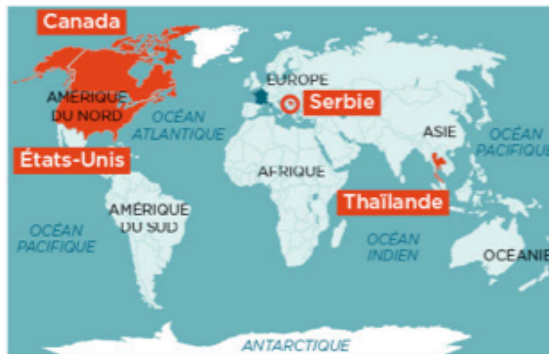 Canada
EUROPE
Serbie
AMÉRIQUE
DU NORD
OCÉAN
ATLANTIQUE
ASIE
OCÉAN
PACIFIQUE
États-Unis
AFRIQUE
Thaïlande
AMÉRIQUE
DU SUD
OCÉAN
PACIFIQUE
OCÉAN
INDIEN
OCÉANIE
ANTARCTIQUE